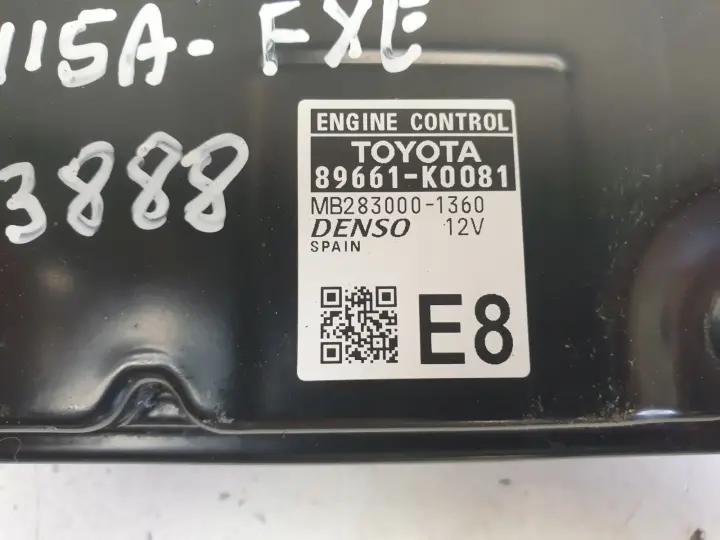 115A-FXE
3888
ENGINE CONTROL
TOYOTA
89661-K0081
MB283000-1360
DENSO 12V
SPAIN
E8